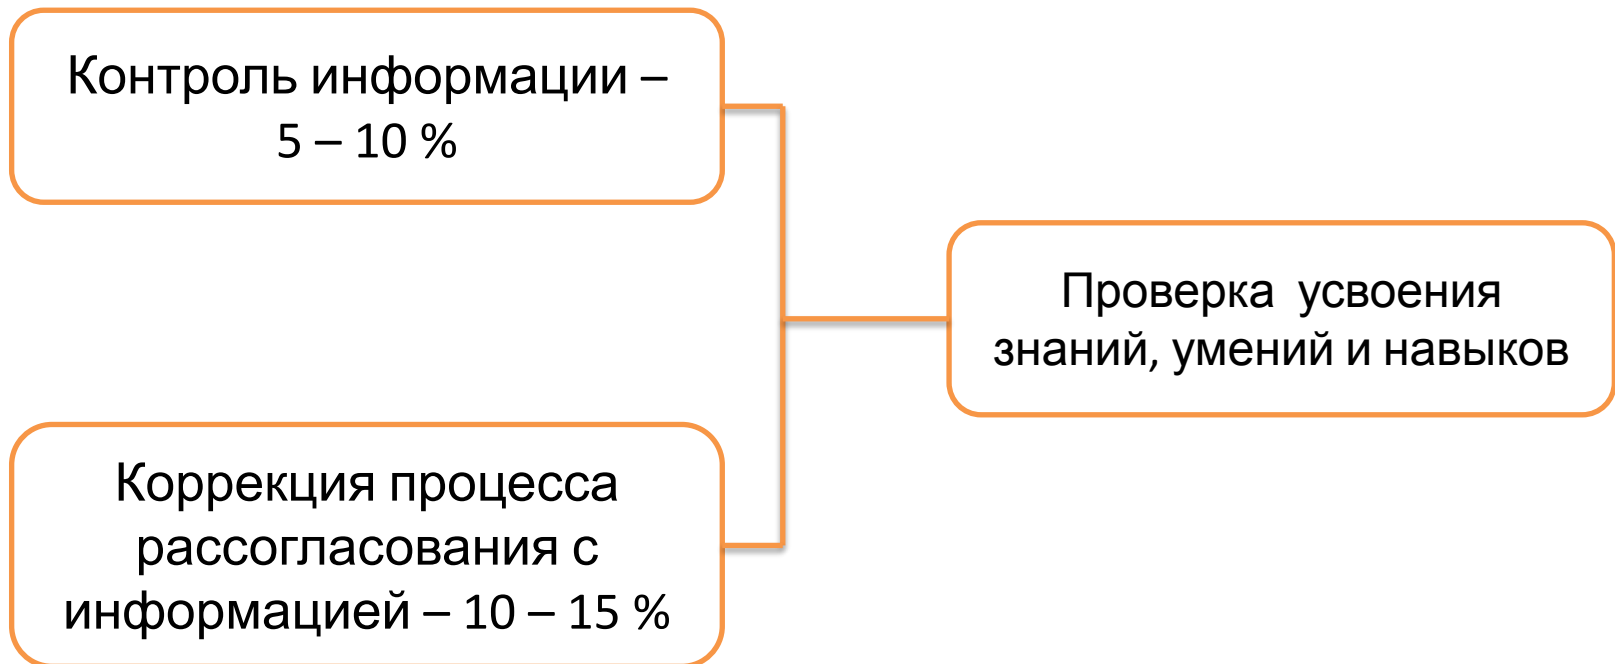 Контроль информации –
5 – 10 %
Проверка усвоения
знаний, умений и навыков
Коррекция процесса
рассогласования с
информацией – 10 – 15 %